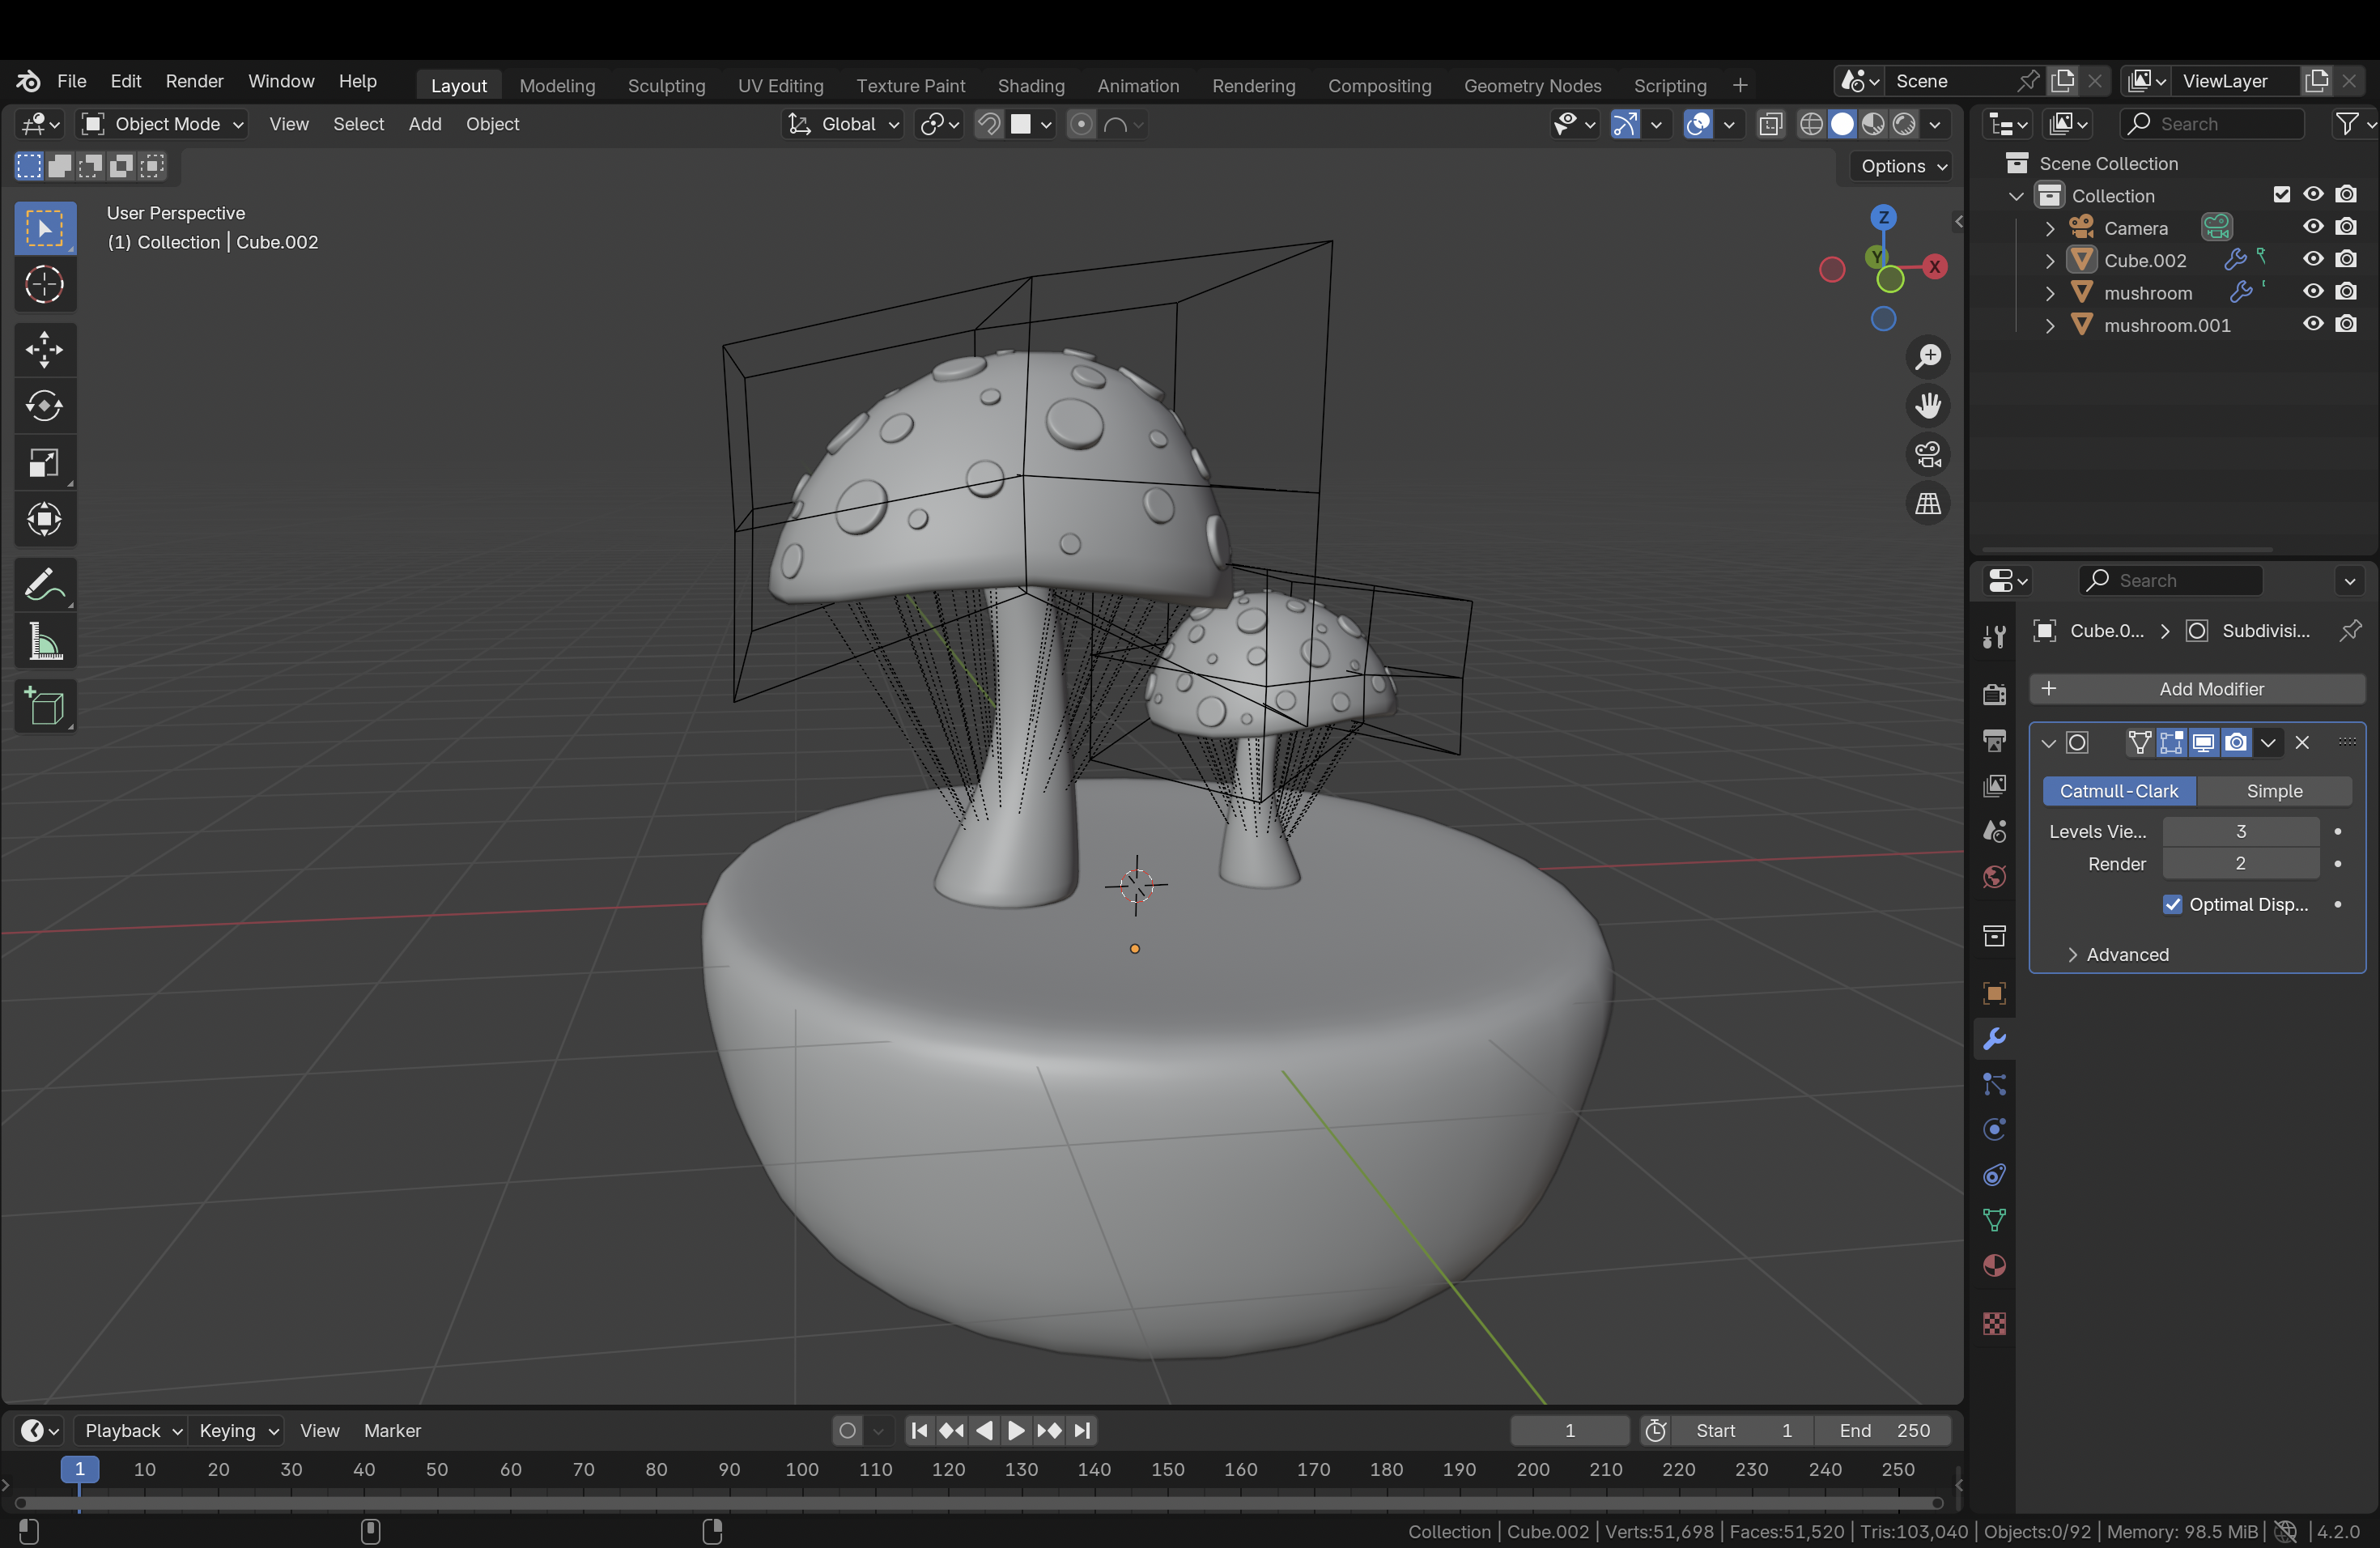 File Edit Render Window Help Layout Modeling Sculpting UV Editing Texture Paint Shading Animation Rendering Compositing Geometry Nodes Scripting + Scene ViewLayer
Object Mode View Select Add Object Global Search
Options
User Perspective
(1) Collection | Cube.002
Z
Y
X
Scene Collection
Collection
Camera
Cube.002
mushroom
mushroom.001
Search
Cube.0... > Subdivisi...
+ Add Modifier
Catmull-Clark Simple
Levels Vie... 3
Render 2
Optimal Disp...
Advanced
Playback Keying View Marker 1 Start 1 End 250
1 10 20 30 40 50 60 70 80 90 100 110 120 130 140 150 160 170 180 190 200 210 220 230 240 250
Collection | Cube.002 | Verts:51,698 | Faces:51,520 | Tris:103,040 | Objects:0/92 | Memory: 98.5 MiB | 4.2.0